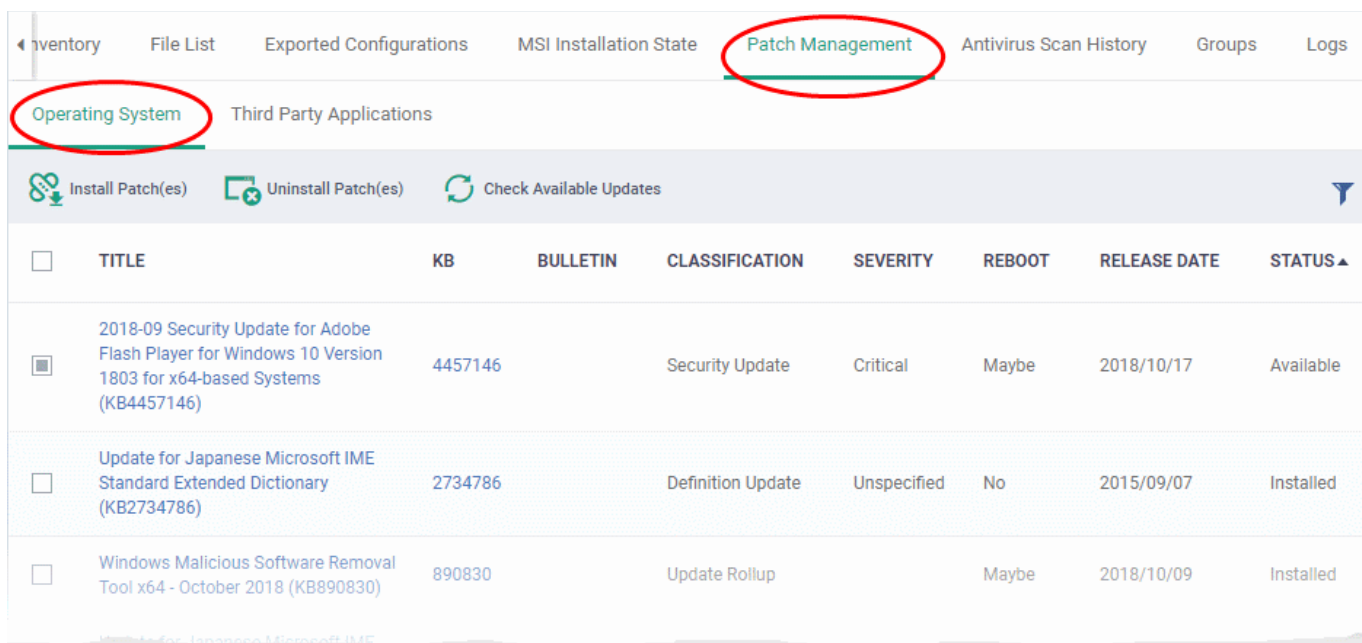 nventory File List Exported Configurations MSI Installation State Patch Management Antivirus Scan History Groups Logs
Operating System Third Party Applications
Install Patch(es) Uninstall Patch(es) Check Available Updates
TITLE KB BULLETIN CLASSIFICATION SEVERITY REBOOT RELEASE DATE STATUS
2018-09 Security Update for Adobe
Flash Player for Windows 10 Version
1803 for x64-based Systems
(KB4457146)
4457146 Security Update Critical Maybe 2018/10/17 Available
Update for Japanese Microsoft IME
Standard Extended Dictionary
(KB2734786)
2734786 Definition Update Unspecified No 2015/09/07 Installed
Windows Malicious Software Removal
Tool x64 - October 2018 (KB890830)
890830 Update Rollup Maybe 2018/10/09 Installed
for Japanese Microsoft IME